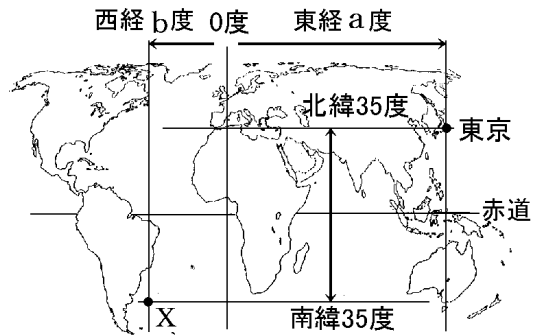 西経b度 0度 東経a度
北緯35度
東京
赤道
X
南緯35度